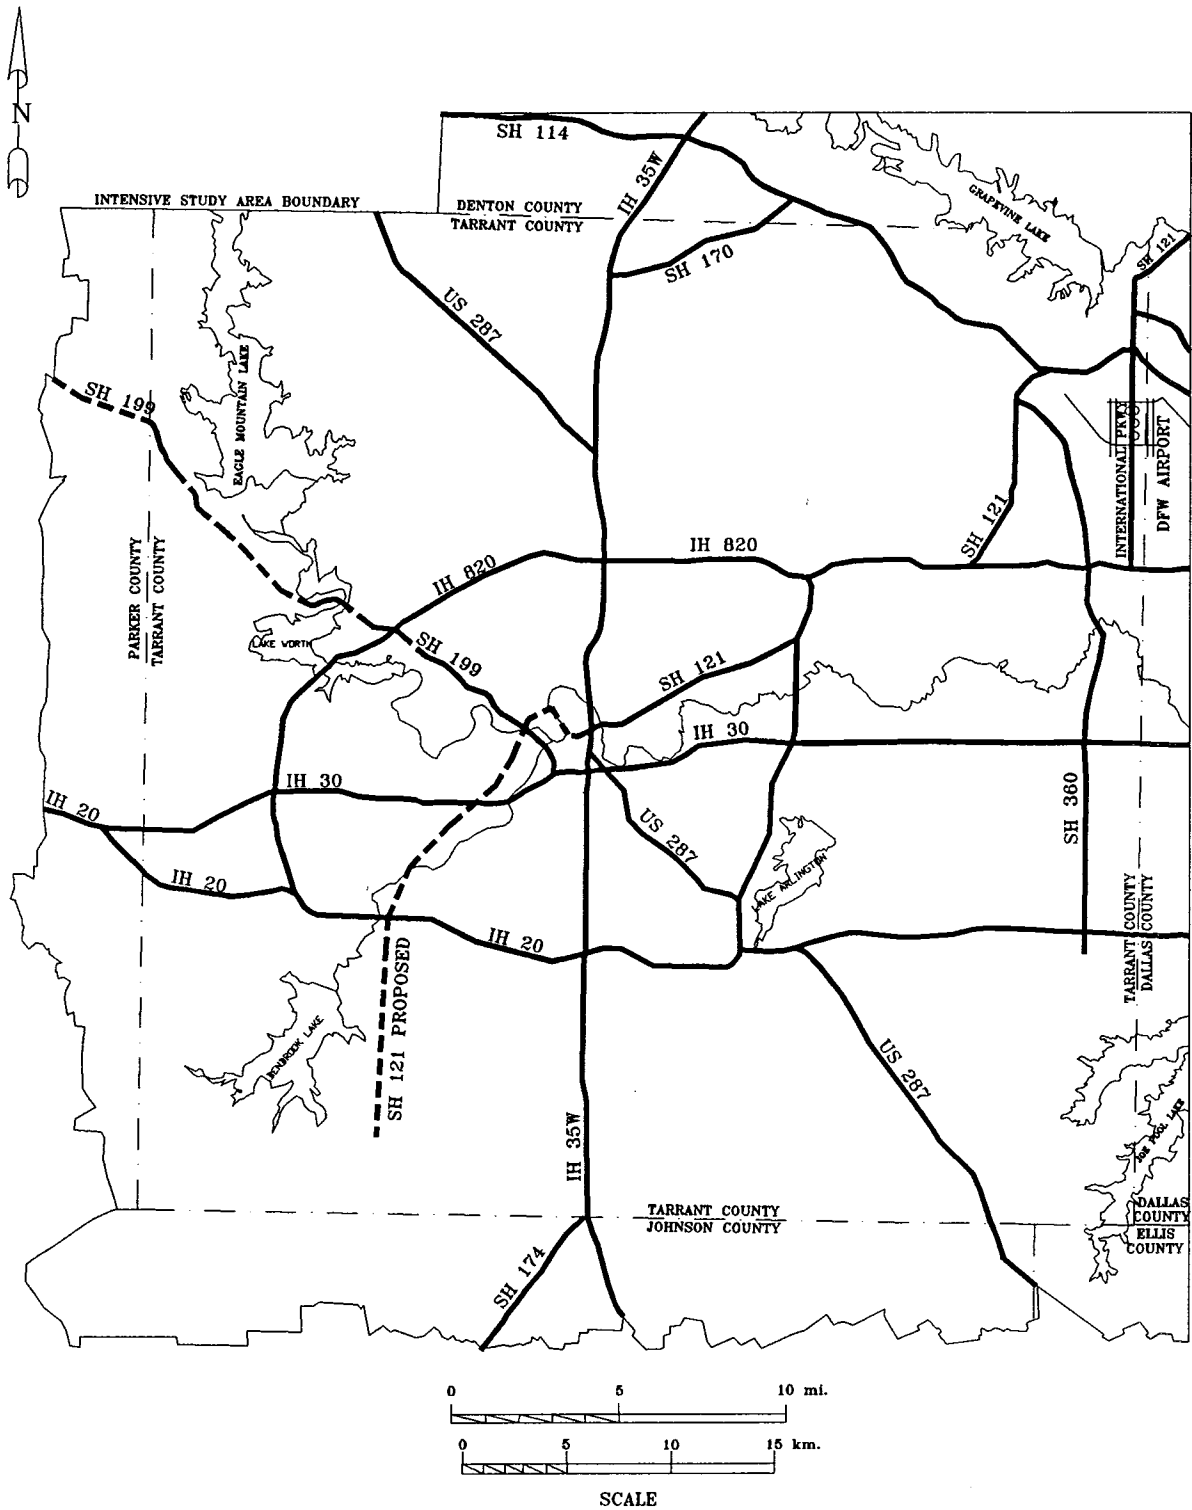 N
SH 114
INTENSIVE STUDY AREA BOUNDARY
DENTON COUNTY
TARRANT COUNTY
IH 35W
GRAPEVINE LAKE
SH 121
SH 170
US 287
EAGLE MOUNTAIN LAKE
SH 199
INTERNATIONAL PKWY
DFW AIRPORT
SH 121
PARKER COUNTY
TARRANT COUNTY
IH 820
IH 820
LAKE WORTH
SH 199
SH 121
IH 30
IH 30
IH 20
US 287
SH 360
LAKE ARLINGTON
IH 20
TARRANT COUNTY
DALLAS COUNTY
IH 20
SH 121 PROPOSED
BENBROOK LAKE
US 287
JOE POOL LAKE
IH 35W
TARRANT COUNTY
JOHNSON COUNTY
DALLAS
COUNTY
ELLIS
COUNTY
SH 174
0 5 10 mi.
0 5 10 15 km.
SCALE